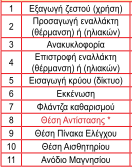 1 Εξαγωγή ζεστού (χρήση)
2 Προσαγωγή εναλλάκτη
(θέρμανση) ή (ηλιακών)
3 Ανακυκλοφορία
4 Επιστροφή εναλλάκτη
(θέρμανση) ή (ηλιακών)
5 Εισαγωγή κρύου (δίκτυο)
6 Εκκένωση
7 Φλάντζα καθαρισμού
8 Θέση Αντίστασης *
9 Θέση Πίνακα Ελέγχου
10 Θέση Αισθητηρίου
11 Ανόδιο Μαγνησίου